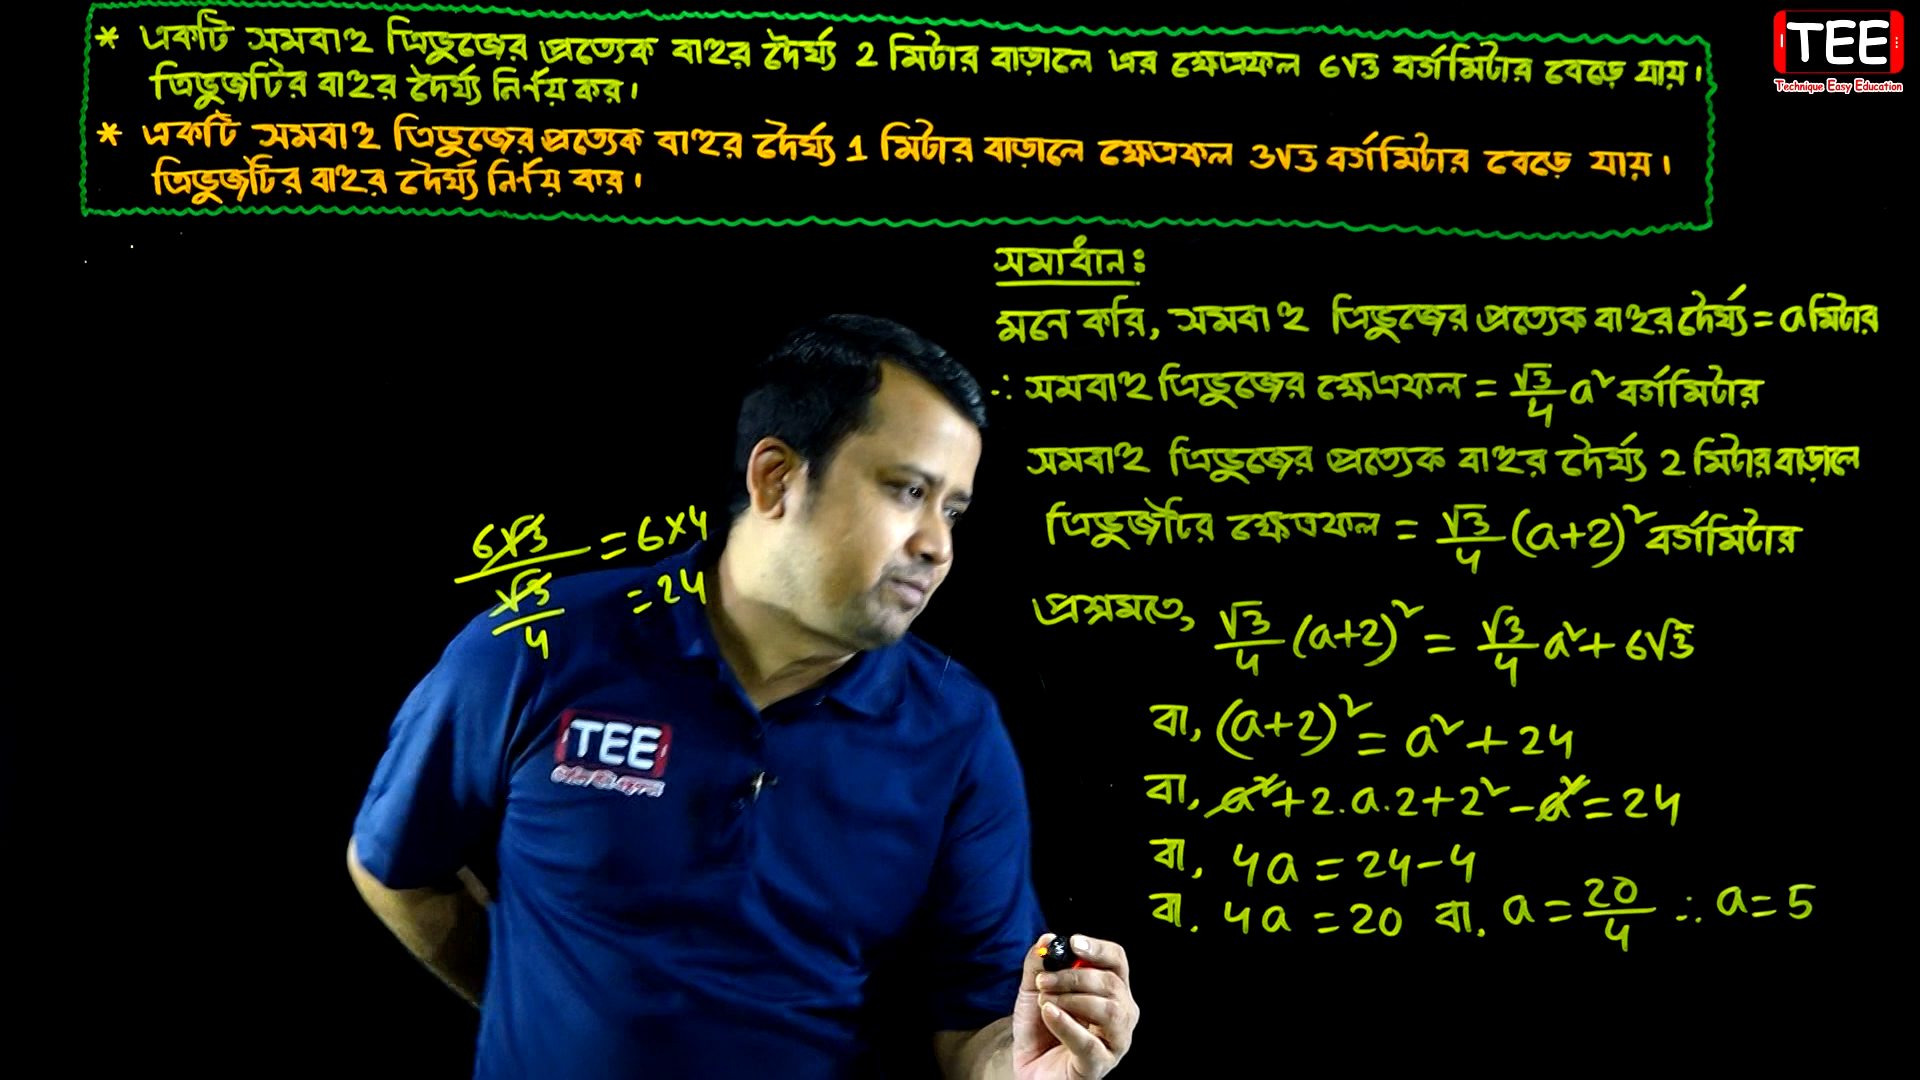 * একটি সমবাহু ত্রিভুজের প্রত্যেক বাহুর দৈর্ঘ্য 2 মিটার বাড়ালে এর ক্ষেত্রফল 6√3 বর্গমিটার বেড়ে যায়।
ত্রিভুজটির বাহুর দৈর্ঘ্য নির্ণয় কর।
* একটি সমবাহু ত্রিভুজের প্রত্যেক বাহুর দৈর্ঘ্য 1 মিটার বাড়ালে ক্ষেত্রফল 3√3 বর্গমিটার বেড়ে যায়।
ত্রিভুজটির বাহুর দৈর্ঘ্য নির্ণয় কর।
TEE
Technique Easy Education
সমাধান:
মনে করি, সমবাহু ত্রিভুজের প্রত্যেক বাহুর দৈর্ঘ্য = a মিটার
∴ সমবাহু ত্রিভুজের ক্ষেত্রফল = √3/4 a² বর্গমিটার
সমবাহু ত্রিভুজের প্রত্যেক বাহুর দৈর্ঘ্য 2 মিটার বাড়ালে
ত্রিভুজটির ক্ষেত্রফল = √3/4 (a+2)² বর্গমিটার
প্রশ্নমতে, √3/4 (a+2)² = √3/4 a² + 6√3
বা, (a+2)² = a² + 24
বা, a² + 2.a.2 + 2² - a² = 24
বা, 4a = 24-4
বা, 4a = 20 বা, a = 20/4 ∴ a = 5
6√3 / (√3/4) = 6×4
= 24
TEE